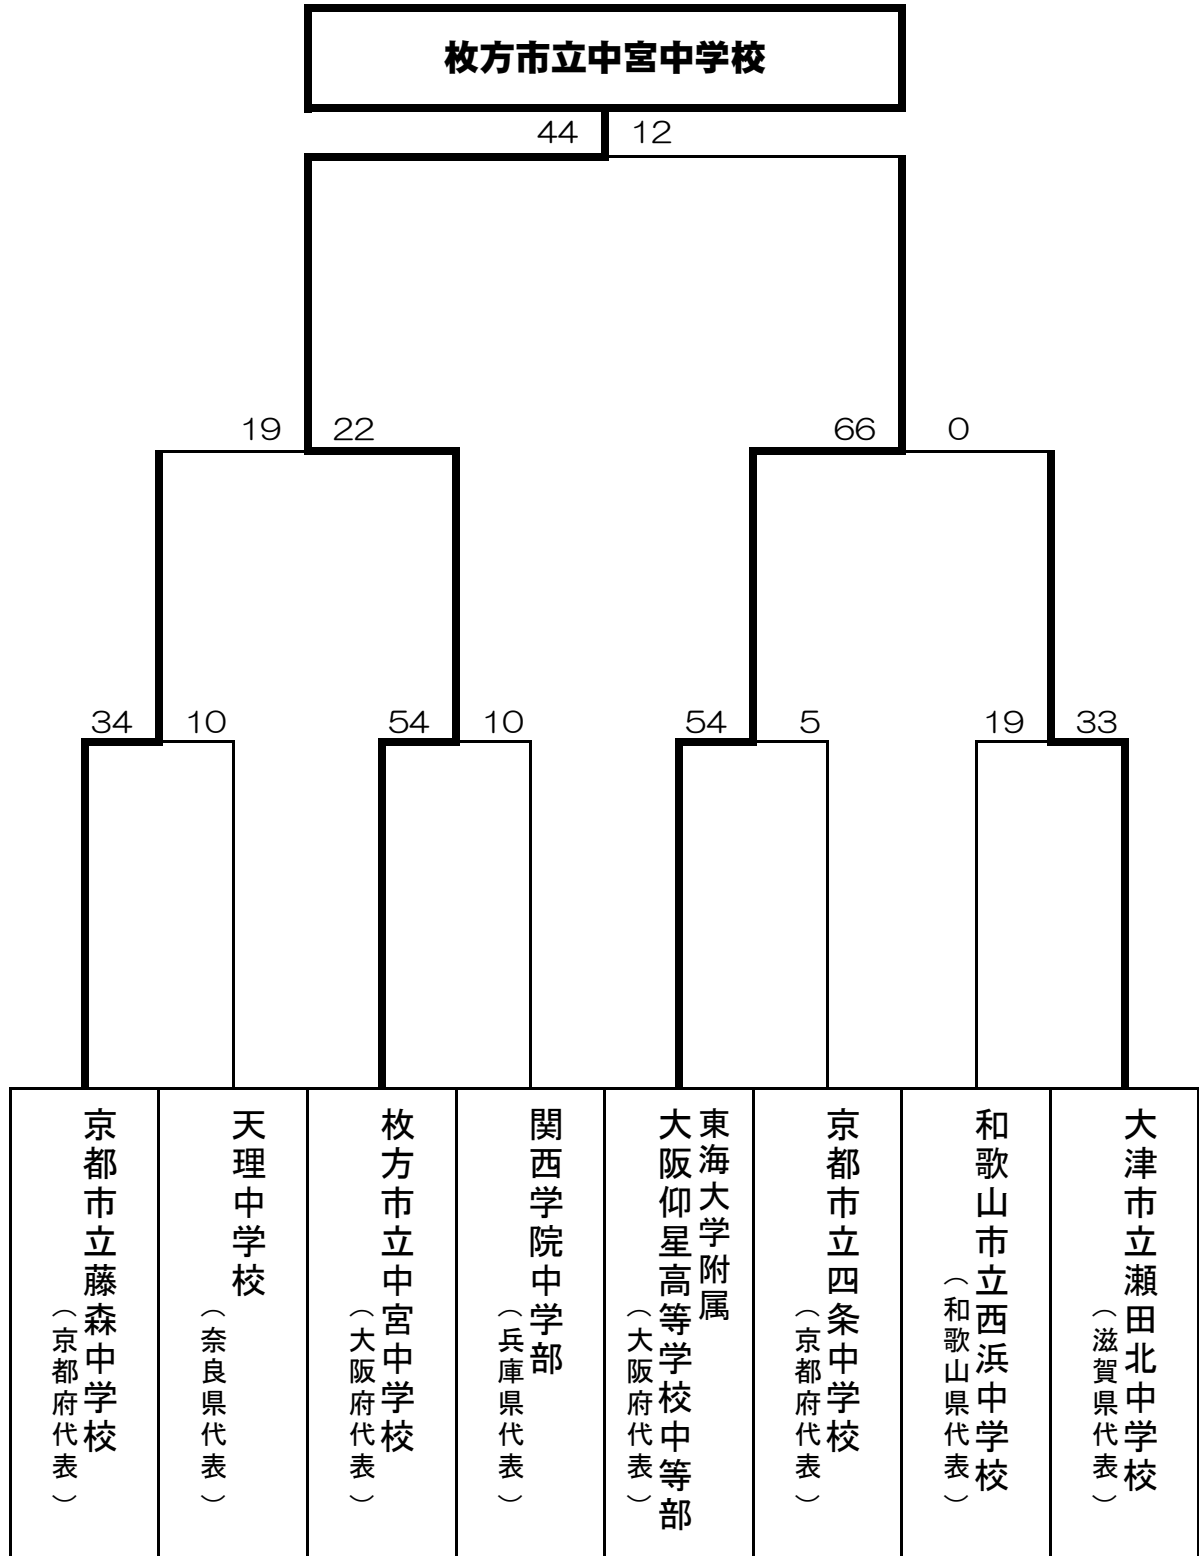 枚方市立中宮中学校
44 12
19 22
66 0
34 10
54 10
54 5
19 33
京都市立藤森中学校
（京都府代表）
天理中学校
（奈良県代表）
枚方市立中宮中学校
（大阪府代表）
関西学院中学部
（兵庫県代表）
東海大学附属
大阪仰星高等学校中等部
（大阪府代表）
京都市立四条中学校
（京都府代表）
和歌山市立西浜中学校
（和歌山県代表）
大津市立瀬田北中学校
（滋賀県代表）